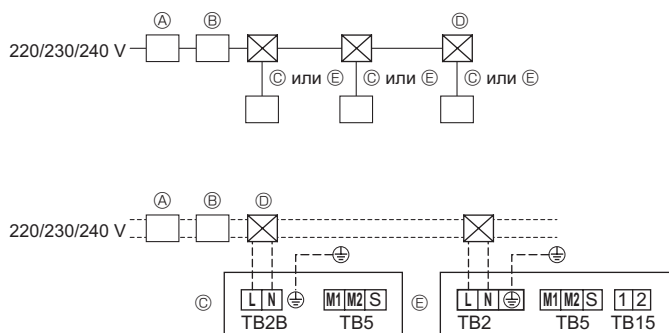 Ⓐ Ⓑ Ⓓ
220/230/240 V
Ⓒ или Ⓔ Ⓒ или Ⓔ Ⓒ или Ⓔ
Ⓐ Ⓑ Ⓓ
220/230/240 V
Ⓒ L N M1 M2 S Ⓔ L N M1 M2 S 1 2
TB2B TB5 TB2 TB5 TB15